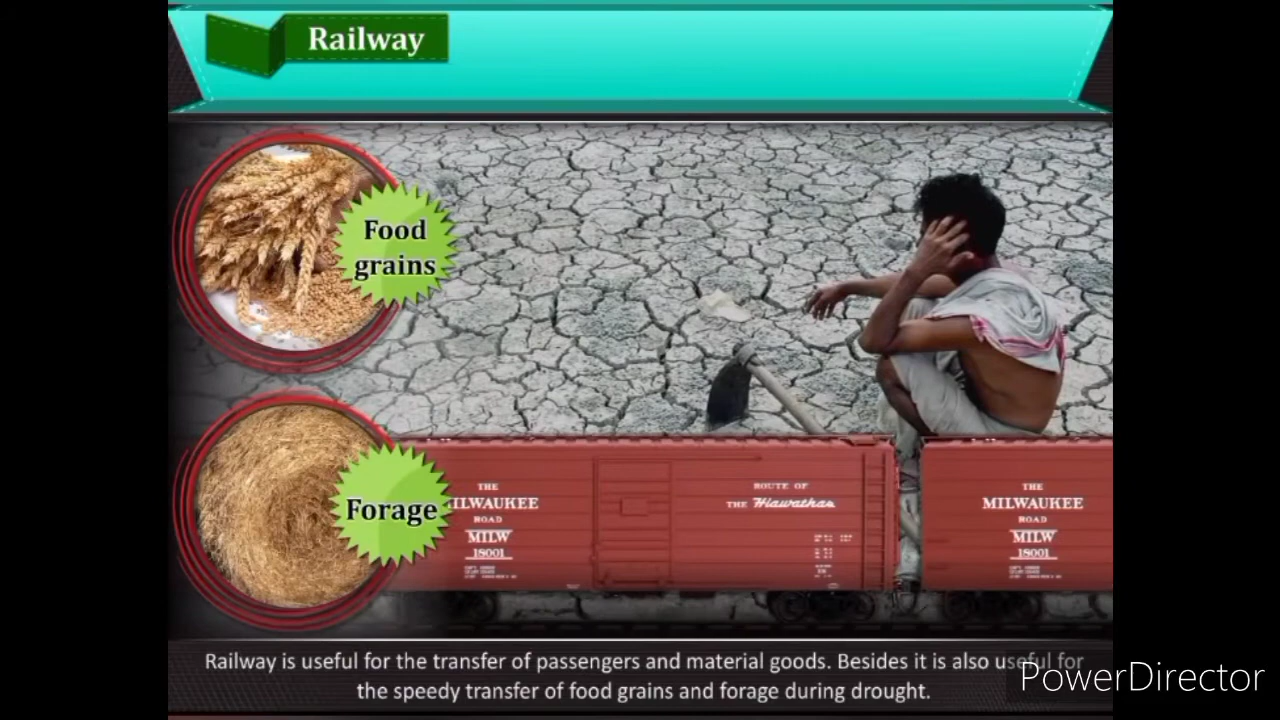 Railway
Food
grains
Forage
THE
MILWAUKEE
ROAD
MILW
18001
ROUTE OF
THE Hiawathas
THE
MILWAUKEE
ROAD
MILW
18001
Railway is useful for the transfer of passengers and material goods. Besides it is also useful for
the speedy transfer of food grains and forage during drought.
PowerDirector